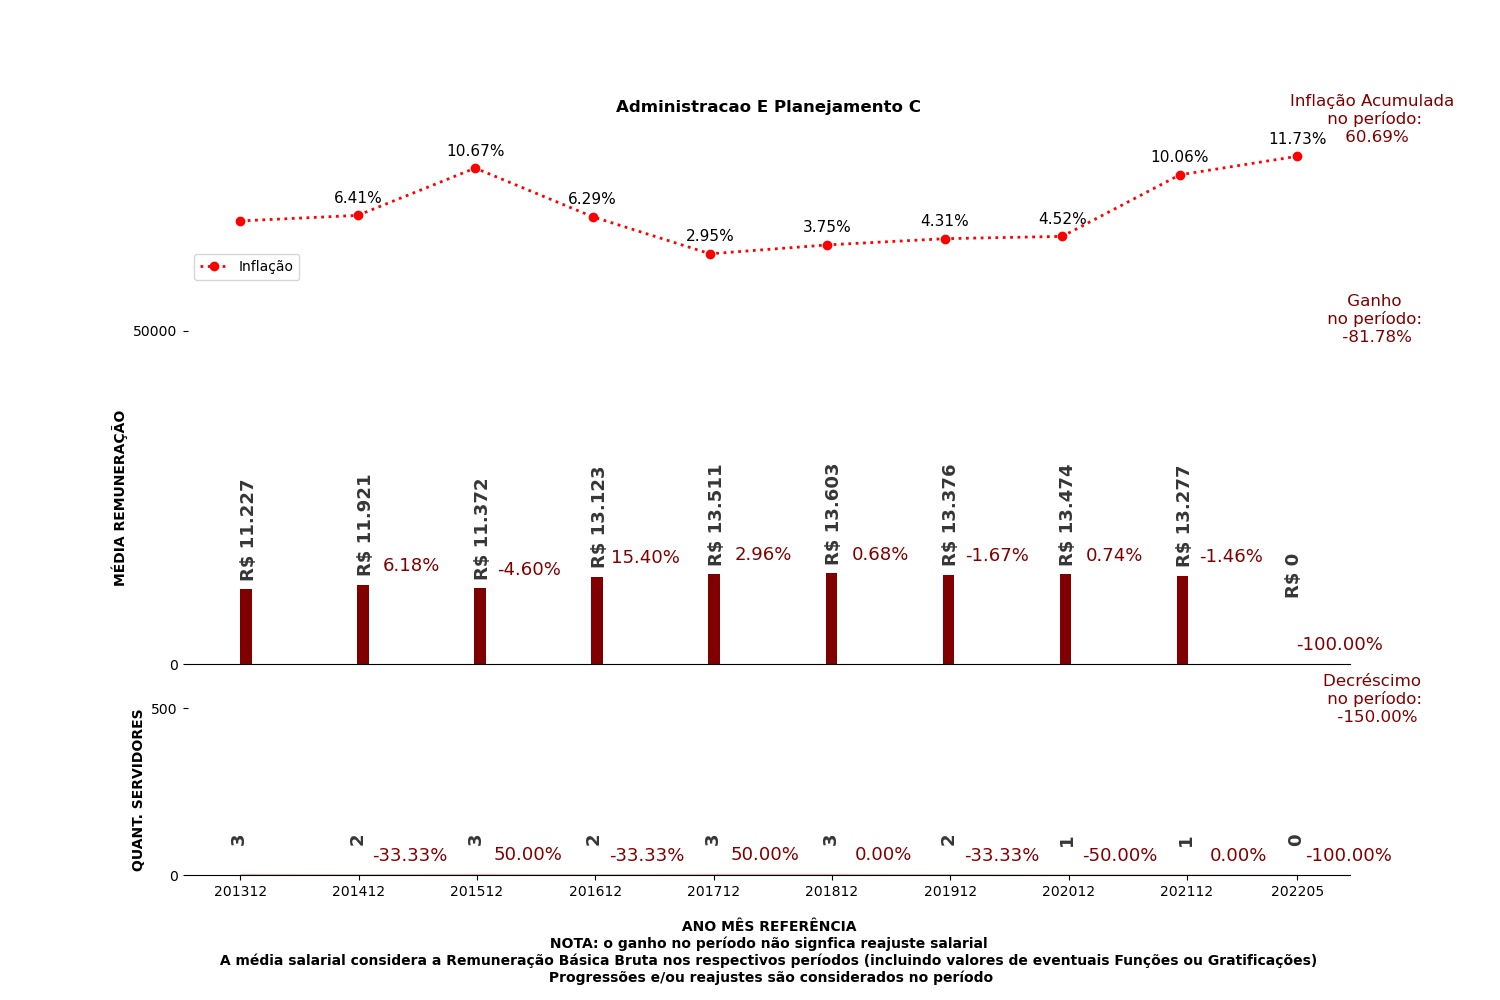 Administracao E Planejamento C
Inflação Acumulada
no período:
60.69%
6.41%
10.67%
6.29%
2.95%
3.75%
4.31%
4.52%
10.06%
11.73%
Inflação
Ganho
no período:
-81.78%
50000
0
MÉDIA REMUNERAÇÃO
R$ 11.227
R$ 11.921
R$ 11.372
R$ 13.123
R$ 13.511
R$ 13.603
R$ 13.376
R$ 13.474
R$ 13.277
R$ 0
6.18%
-4.60%
15.40%
2.96%
0.68%
-1.67%
0.74%
-1.46%
-100.00%
Decréscimo
no período:
-150.00%
500
0
QUANT. SERVIDORES
3
2
3
2
3
3
2
1
1
0
-33.33%
50.00%
-33.33%
50.00%
0.00%
-33.33%
-50.00%
0.00%
-100.00%
201312
201412
201512
201612
201712
201812
201912
202012
202112
202205
ANO MÊS REFERÊNCIA
NOTA: o ganho no período não signfica reajuste salarial
A média salarial considera a Remuneração Básica Bruta nos respectivos períodos (incluindo valores de eventuais Funções ou Gratificações)
Progressões e/ou reajustes são considerados no período